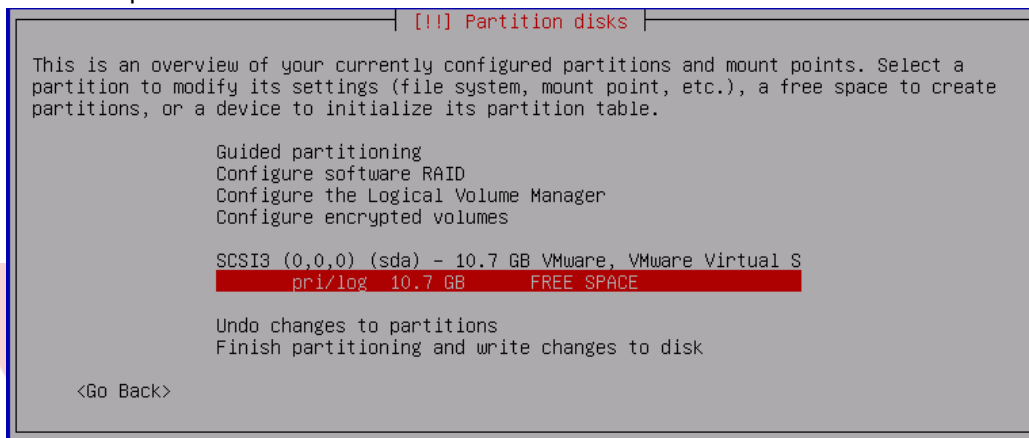 [!!] Partition disks
This is an overview of your currently configured partitions and mount points. Select a
partition to modify its settings (file system, mount point, etc.), a free space to create
partitions, or a device to initialize its partition table.
Guided partitioning
Configure software RAID
Configure the Logical Volume Manager
Configure encrypted volumes
SCSI3 (0,0,0) (sda) - 10.7 GB VMware, VMware Virtual S
pri/log 10.7 GB FREE SPACE
Undo changes to partitions
Finish partitioning and write changes to disk
<Go Back>